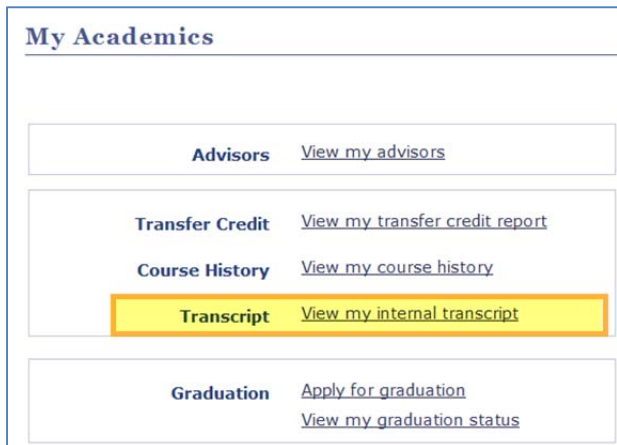 My Academics
Advisors View my advisors
Transfer Credit View my transfer credit report
Course History View my course history
Transcript View my internal transcript
Graduation Apply for graduation
View my graduation status